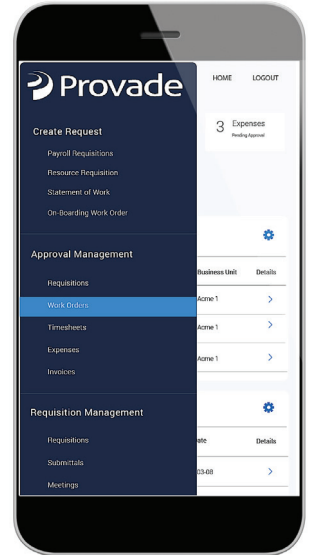 Provade
HOME LOGOUT
3 Expenses
Pending Approval
Create Request
Payroll Requisitions
Resource Requisition
Statement of Work
On-Boarding Work Order
Approval Management
Business Unit Details
Requisitions
Acme 1
Work Orders
Timesheets
Acme 1
Expenses
Acme 1
Invoices
Requisition Management
Requisitions
Details
Submittals
03-08
Meetings